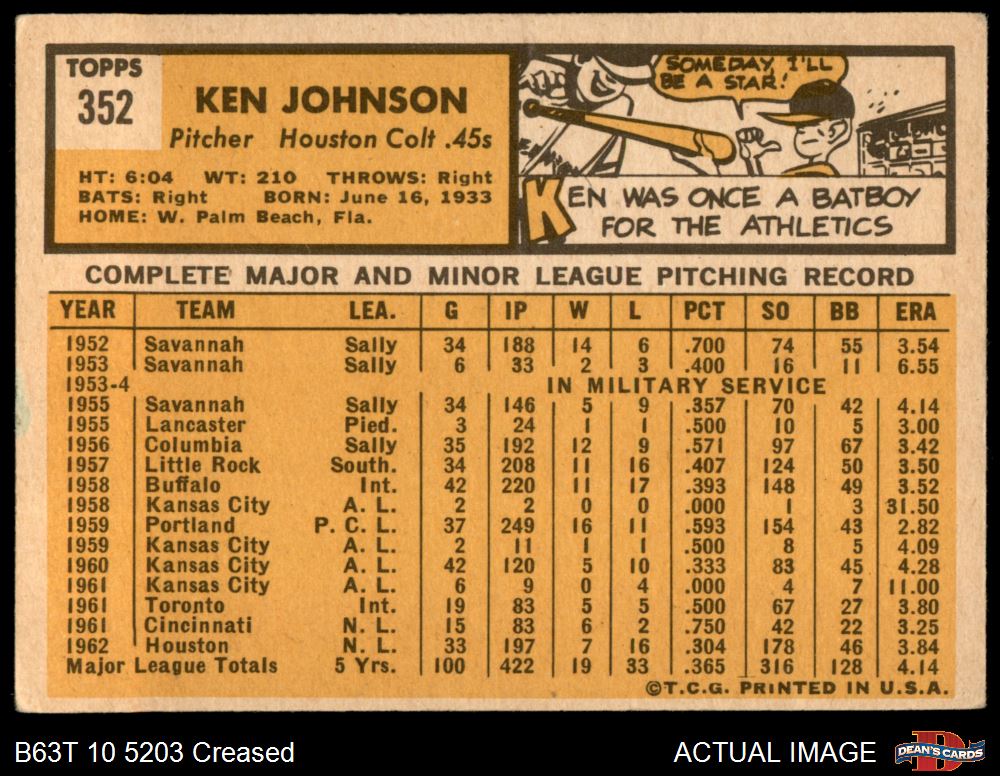 TOPPS
352
KEN JOHNSON
Pitcher Houston Colt .45s
HT: 6:04 WT: 210 THROWS: Right
BATS: Right BORN: June 16, 1933
HOME: W. Palm Beach, Fla.
SOMEDAY, I'LL
BE A STAR!
KEN WAS ONCE A BATBOY
FOR THE ATHLETICS
COMPLETE MAJOR AND MINOR LEAGUE PITCHING RECORD
YEAR TEAM LEA. G IP W L PCT SO BB ERA
1952 Savannah Sally 34 188 14 6 .700 74 55 3.54
1953 Savannah Sally 6 33 2 3 .400 16 11 6.55
1953-4 IN MILITARY SERVICE
1955 Savannah Sally 34 146 5 9 .357 70 42 4.14
1955 Lancaster Pied. 3 24 1 1 .500 10 5 3.00
1956 Columbia Sally 35 192 12 9 .571 97 67 3.42
1957 Little Rock South. 34 208 11 16 .407 124 50 3.50
1958 Buffalo Int. 42 220 11 17 .393 148 49 3.52
1958 Kansas City A. L. 2 2 0 0 .000 1 3 31.50
1959 Portland P. C. L. 37 249 16 11 .593 154 43 2.82
1959 Kansas City A. L. 2 11 1 1 .500 8 5 4.09
1960 Kansas City A. L. 42 120 5 10 .333 83 45 4.28
1961 Kansas City A. L. 6 9 0 4 .000 4 7 11.00
1961 Toronto Int. 19 83 5 5 .500 67 27 3.80
1961 Cincinnati N. L. 15 83 6 2 .750 42 22 3.25
1962 Houston N. L. 33 197 7 16 .304 178 46 3.84
Major League Totals 5 Yrs. 100 422 19 33 .365 316 128 4.14
©T.C.G. PRINTED IN U.S.A.
B63T 10 5203 Creased
ACTUAL IMAGE
DEAN'S CARDS